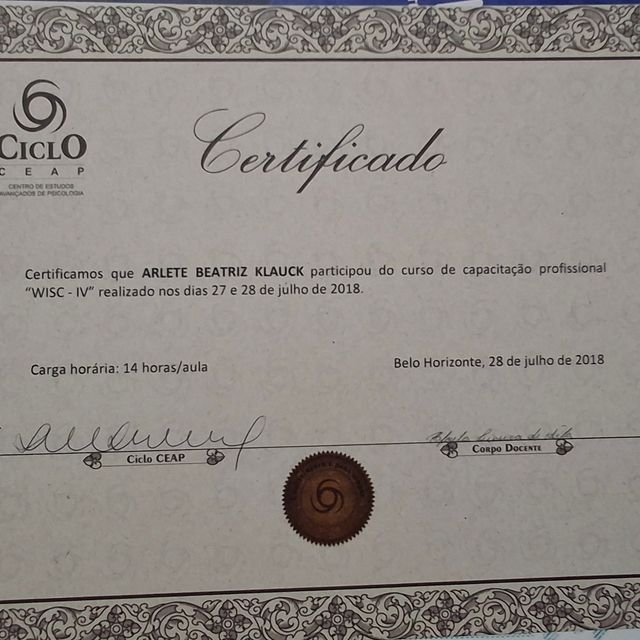 CICLO
CEAP
CENTRO DE ESTUDOS
AVANÇADOS DE PSICOLOGIA
Certificado
Certificamos que ARLETE BEATRIZ KLAUCK participou do curso de capacitação profissional
"WISC - IV" realizado nos dias 27 e 28 de julho de 2018.
Carga horária: 14 horas/aula
Belo Horizonte, 28 de julho de 2018
Ciclo CEAP
CORPO DOCENTE